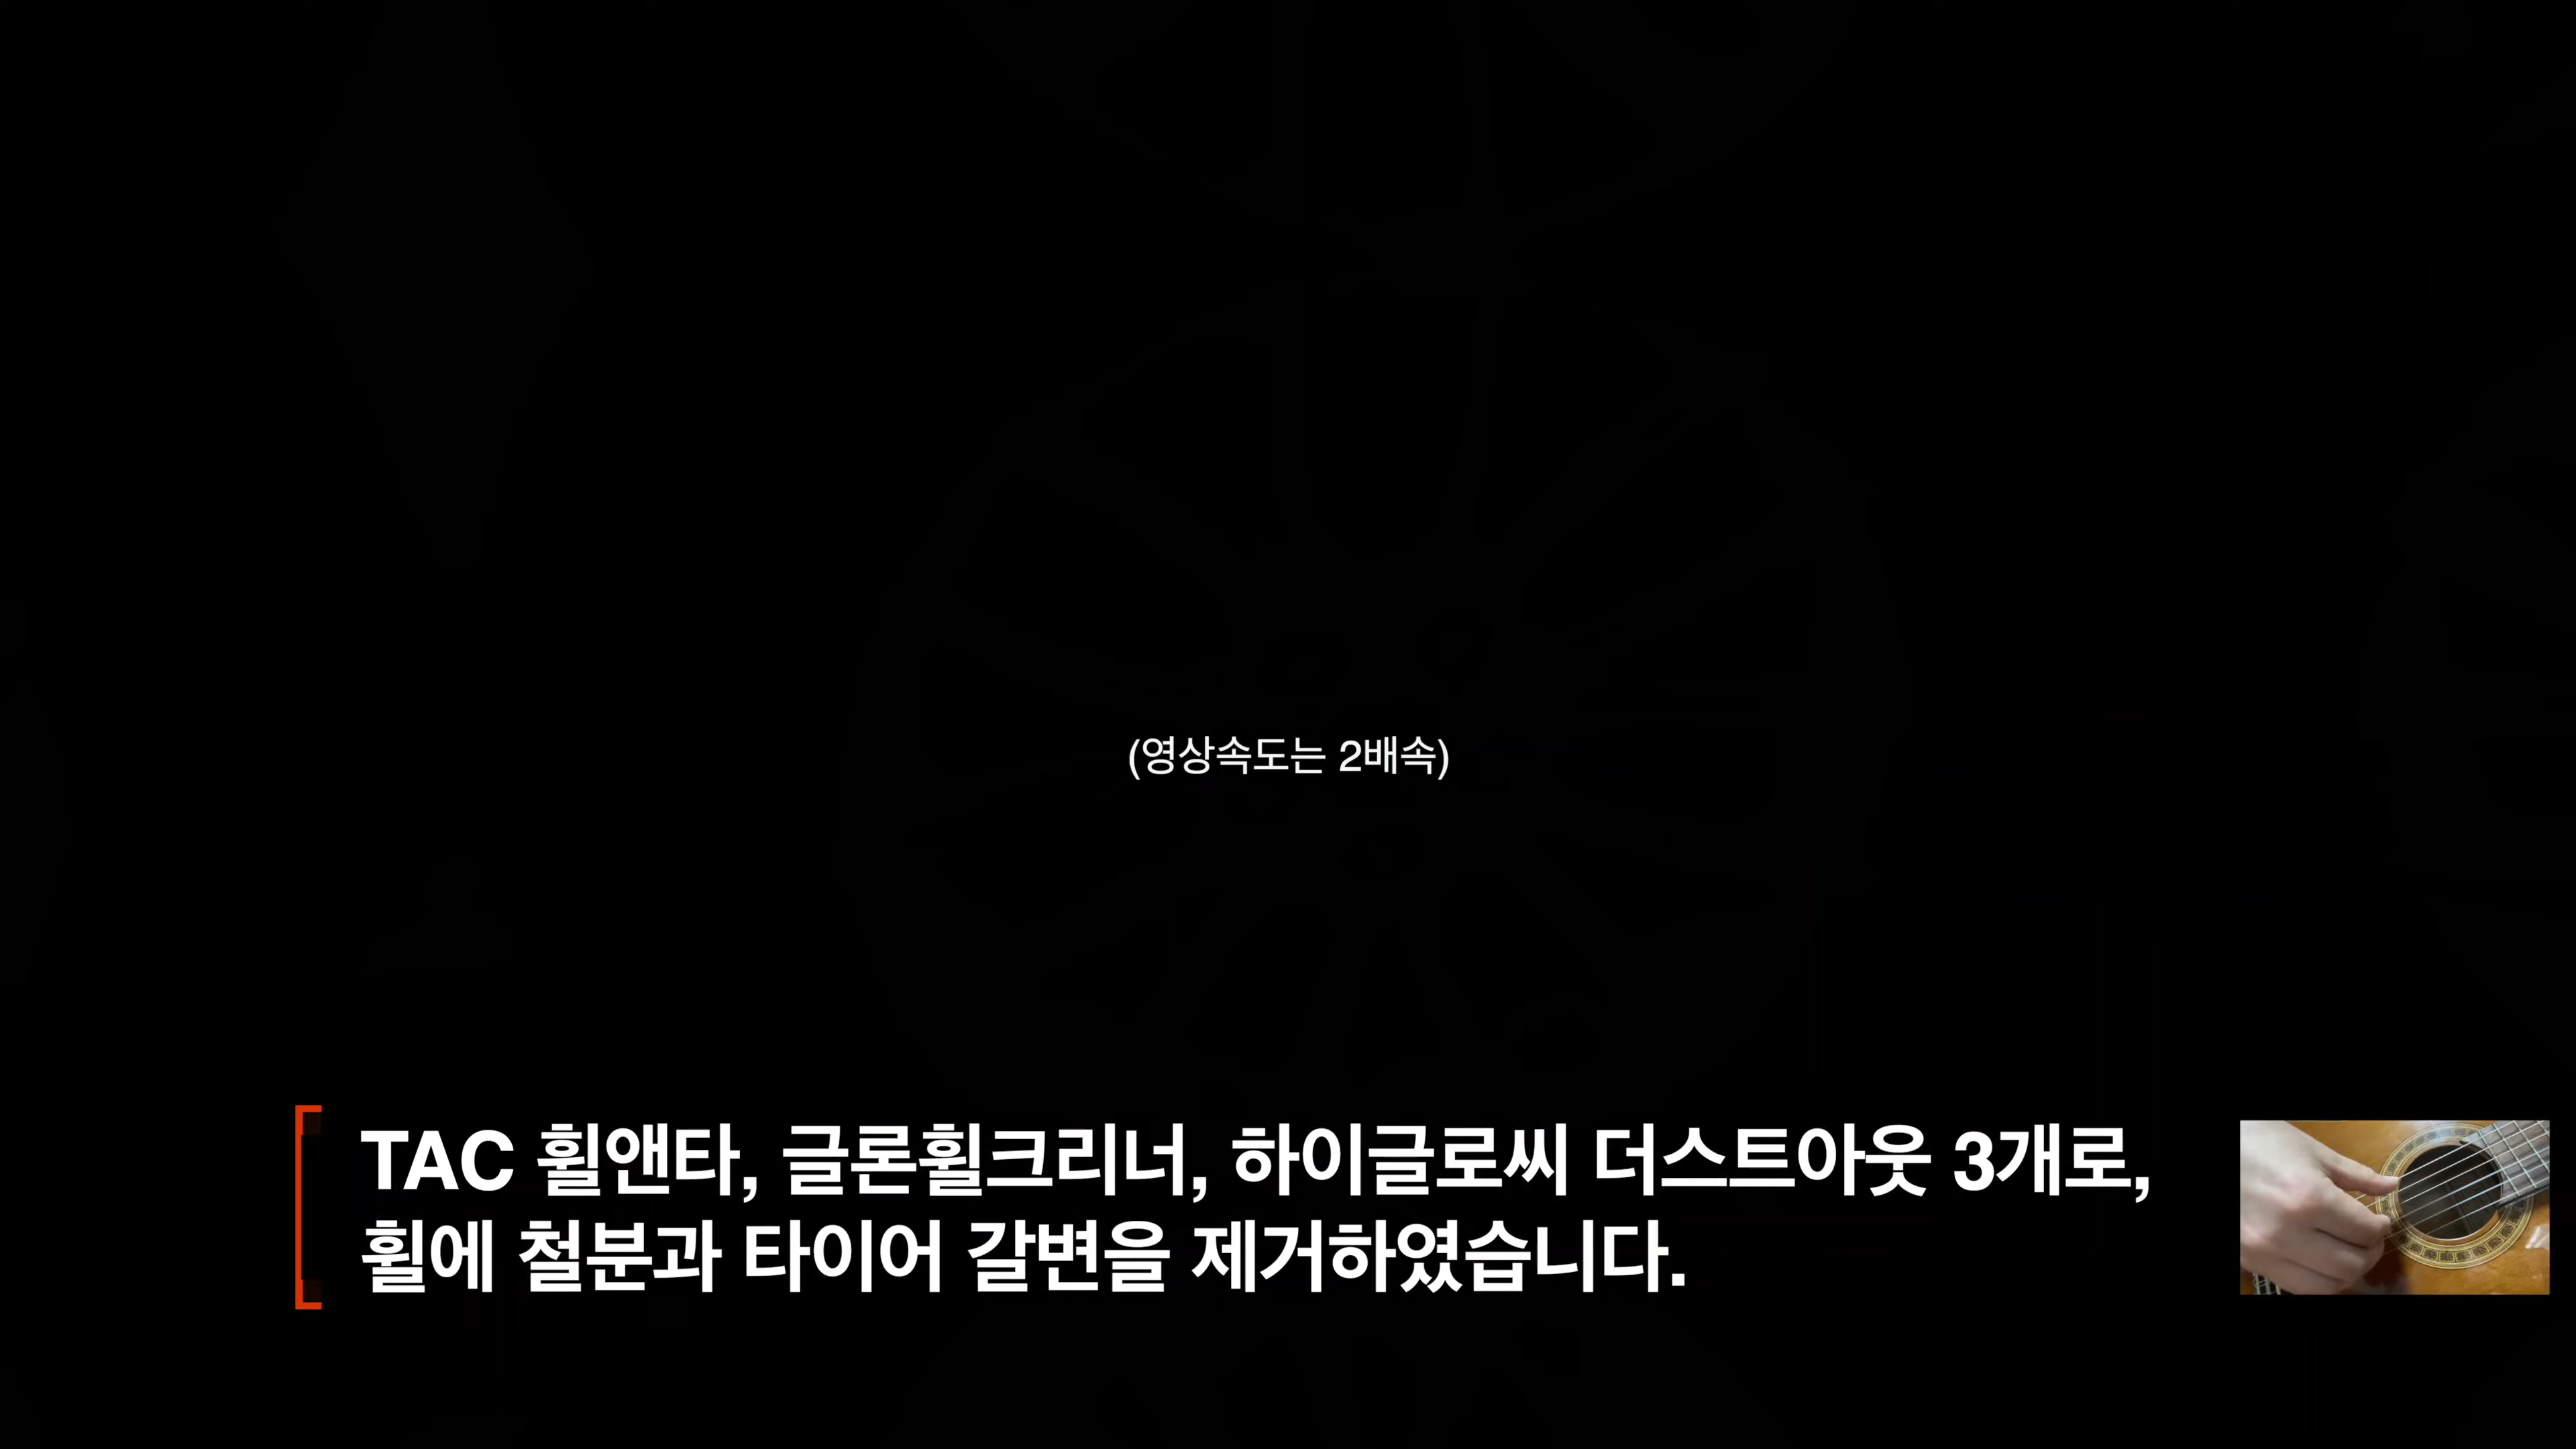 (영상속도는 2배속)
TAC 휠앤타, 글론휠크리너, 하이글로씨 더스트아웃 3개로,
휠에 철분과 타이어 갈변을 제거하였습니다.